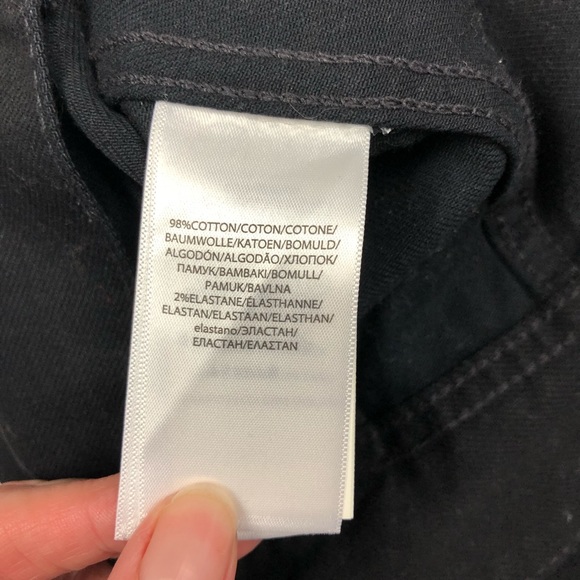 98%COTTON/COTON/COTONE/
BAUMWOLLE/KATOEN/BOMULD/
ALGODÓN/ALGODÃO/ХЛОПОК/
ПАМУК/BAMBAKI/BOMULL/
PAMUK/BAVLNA
2%ELASTANE/ÉLASTHANNE/
ELASTAN/ELASTAAN/ELASTHAN/
elastano/ЭЛАСТАН/
ЕЛАСТАН/ΕΛΑΣΤΑΝ